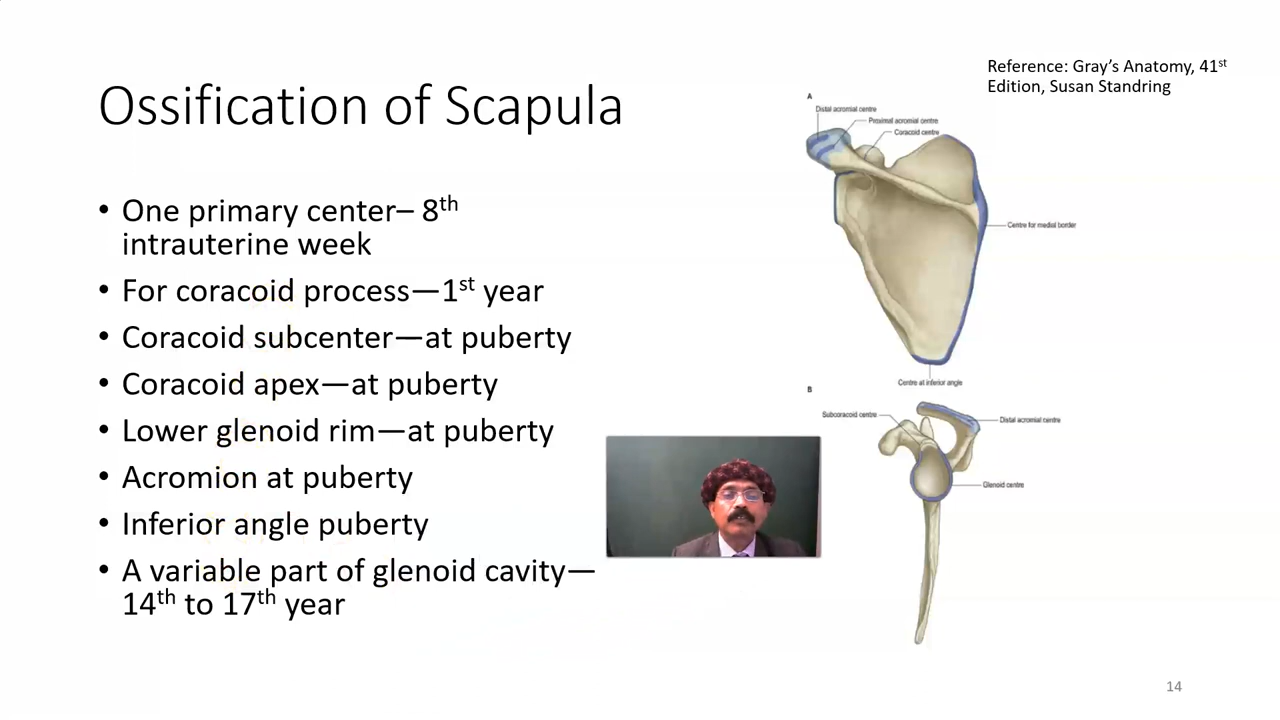 Reference: Gray's Anatomy, 41st
Edition, Susan Standring
Ossification of Scapula
• One primary center– 8th
intrauterine week
• For coracoid process—1st year
• Coracoid subcenter—at puberty
• Coracoid apex—at puberty
• Lower glenoid rim—at puberty
• Acromion at puberty
• Inferior angle puberty
• A variable part of glenoid cavity—
14th to 17th year
A
Distal acromial centre
Proximal acromial centre
Coracoid centre
Centre for medial border
Centre at inferior angle
B
Subcoracoid centre
Distal acromial centre
Glenoid centre
14